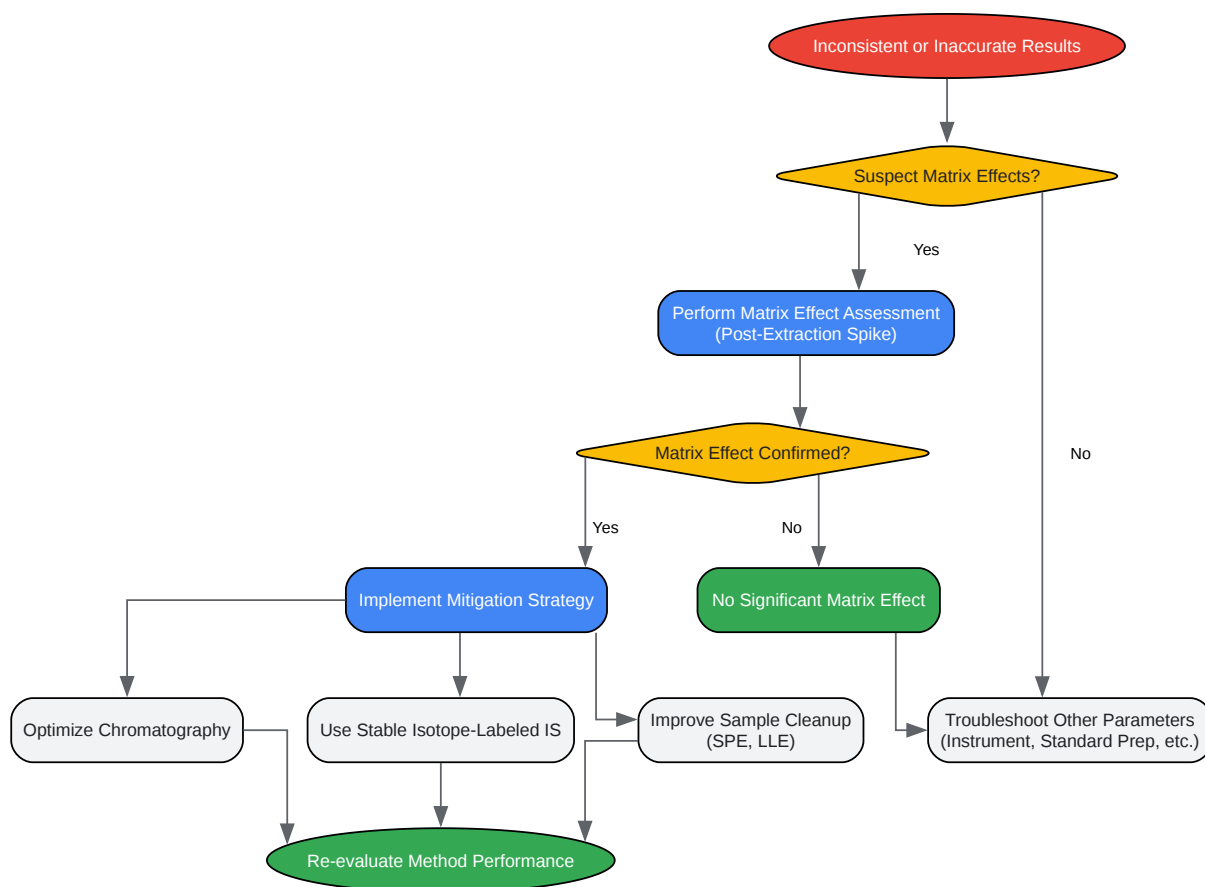 Inconsistent or Inaccurate Results
Suspect Matrix Effects?
Yes
Perform Matrix Effect Assessment
(Post-Extraction Spike)
Matrix Effect Confirmed?
No
Yes
No
Implement Mitigation Strategy
No Significant Matrix Effect
Optimize Chromatography
Use Stable Isotope-Labeled IS
Improve Sample Cleanup
(SPE, LLE)
Troubleshoot Other Parameters
(Instrument, Standard Prep, etc.)
Re-evaluate Method Performance